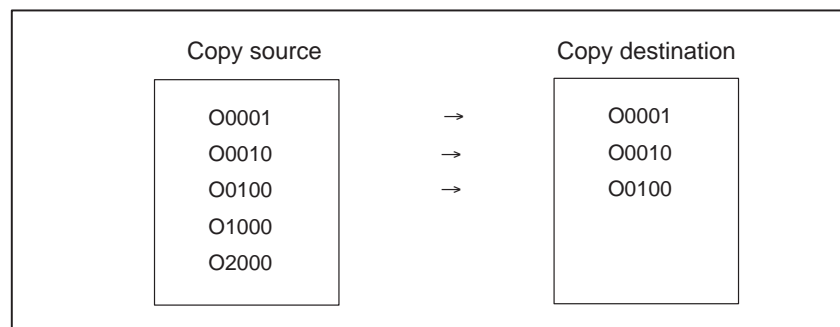 Copy source Copy destination
O0001 → O0001
O0010 → O0010
O0100 → O0100
O1000
O2000